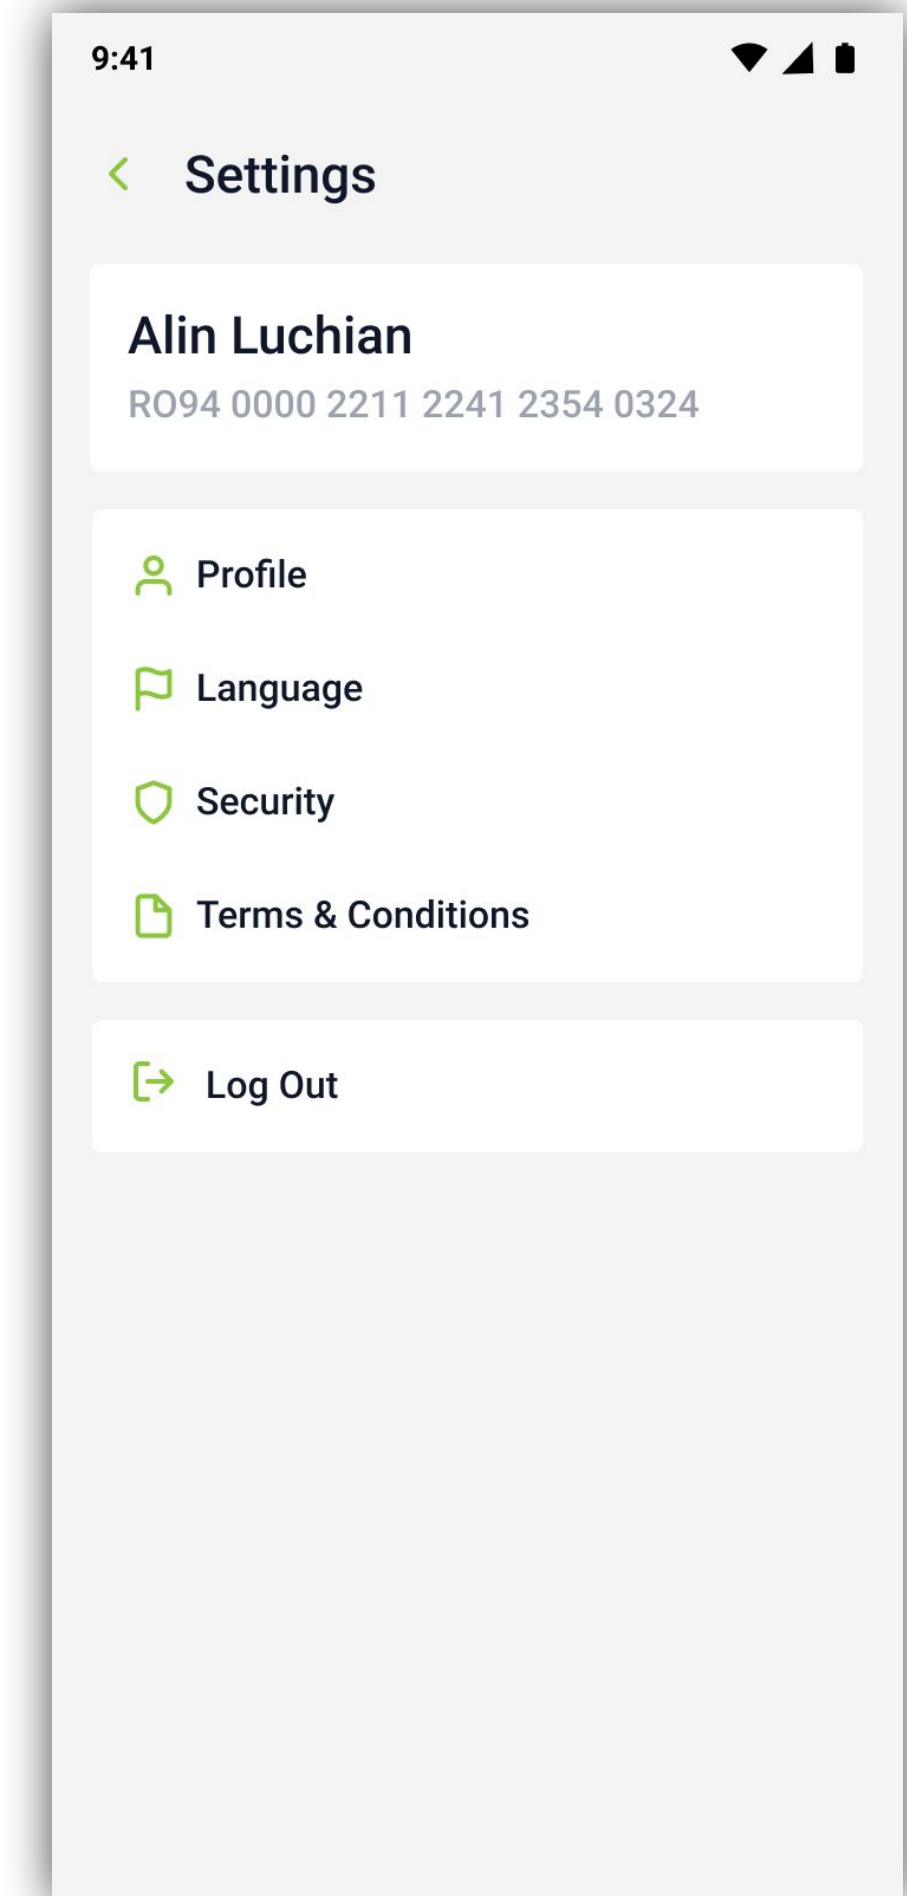 9:41
Settings
Alin Luchian
RO94 0000 2211 2241 2354 0324
Profile
Language
Security
Terms & Conditions
Log Out